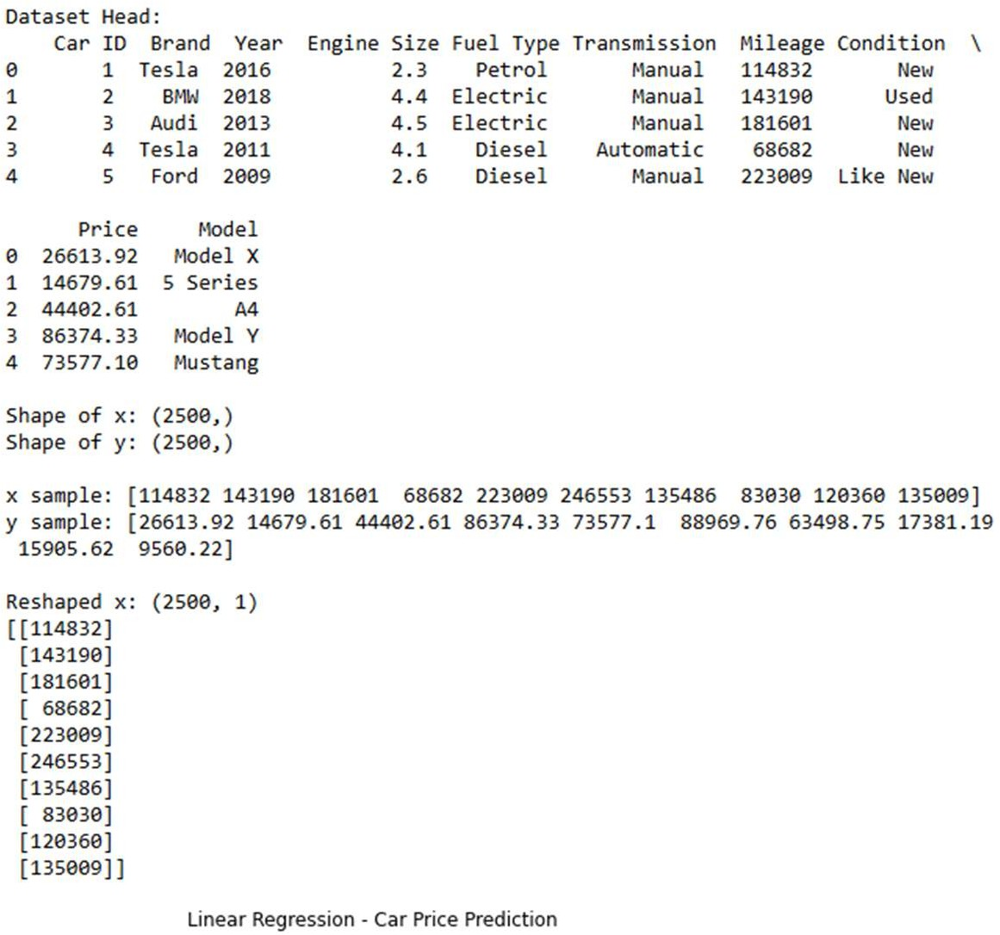 Dataset Head:
   Car ID  Brand  Year  Engine Size Fuel Type Transmission  Mileage Condition  \
0       1  Tesla  2016          2.3    Petrol       Manual   114832       New
1       2    BMW  2018          4.4  Electric       Manual   143190      Used
2       3   Audi  2013          4.5  Electric       Manual   181601       New
3       4  Tesla  2011          4.1    Diesel    Automatic    68682       New
4       5   Ford  2009          2.6    Diesel       Manual   223009  Like New
      Price     Model
0  26613.92   Model X
1  14679.61  5 Series
2  44402.61        A4
3  86374.33   Model Y
4  73577.10   Mustang
Shape of x: (2500,)
Shape of y: (2500,)
x sample: [114832 143190 181601  68682 223009 246553 135486  83030 120360 135009]
y sample: [26613.92 14679.61 44402.61 86374.33 73577.1  88969.76 63498.75 17381.19
 15905.62  9560.22]
Reshaped x: (2500, 1)
[[114832]
 [143190]
 [181601]
 [ 68682]
 [223009]
 [246553]
 [135486]
 [ 83030]
 [120360]
 [135009]]
Linear Regression - Car Price Prediction